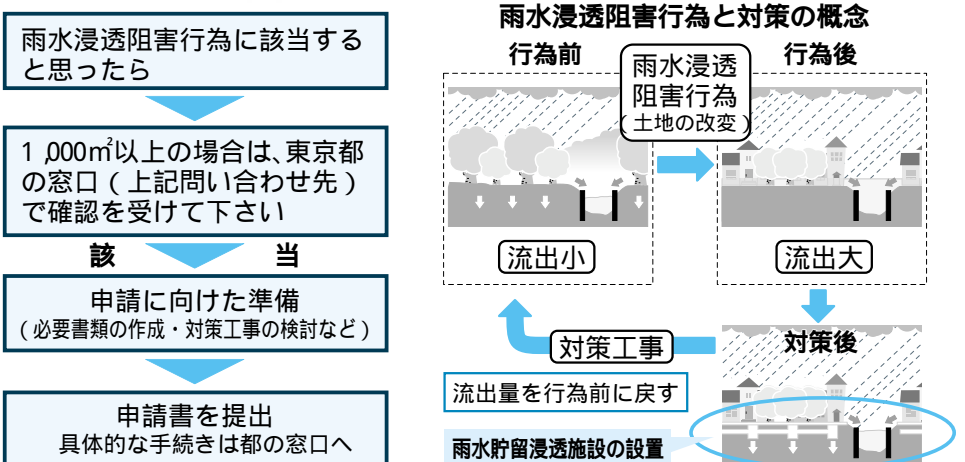 雨水浸透阻害行為に該当する
と思ったら
1,000㎡以上の場合は、東京都
の窓口（上記問い合わせ先）
で確認を受けて下さい
該 当
申請に向けた準備
（必要書類の作成・対策工事の検討など）
申請書を提出
具体的な手続きは都の窓口へ
雨水浸透阻害行為と対策の概念
行為前
雨水浸透
阻害行為
（土地の改変）
行為後
流出小
流出大
対策工事
対策後
流出量を行為前に戻す
雨水貯留浸透施設の設置